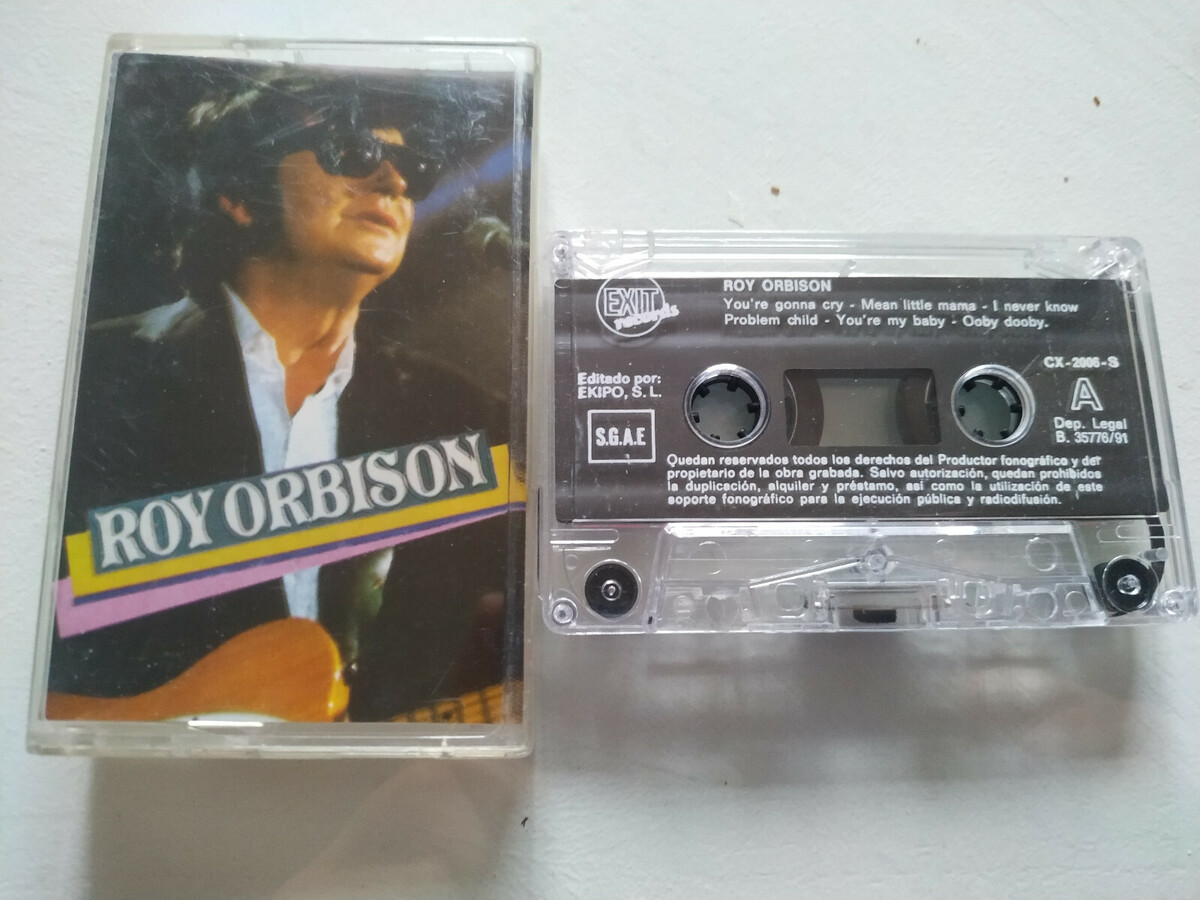 ROY ORBISON
EXIT
records
ROY ORBISON
You're gonna cry - Mean little mama - I never know
Problem child - You're my baby - Ooby dooby.
Editado por:
EKIPO, S. L.
S.G.A.E
CX-2006-S
A
Dep. Legal
B. 35776/91
Quedan reservados todos los derechos del Productor fonográfico y del
propietario de la obra grabada. Salvo autorización, quedan prohibidos
la duplicación, alquiler y préstamo, así como la utilización de este
soporte fonográfico para la ejecución pública y radiodifusión.